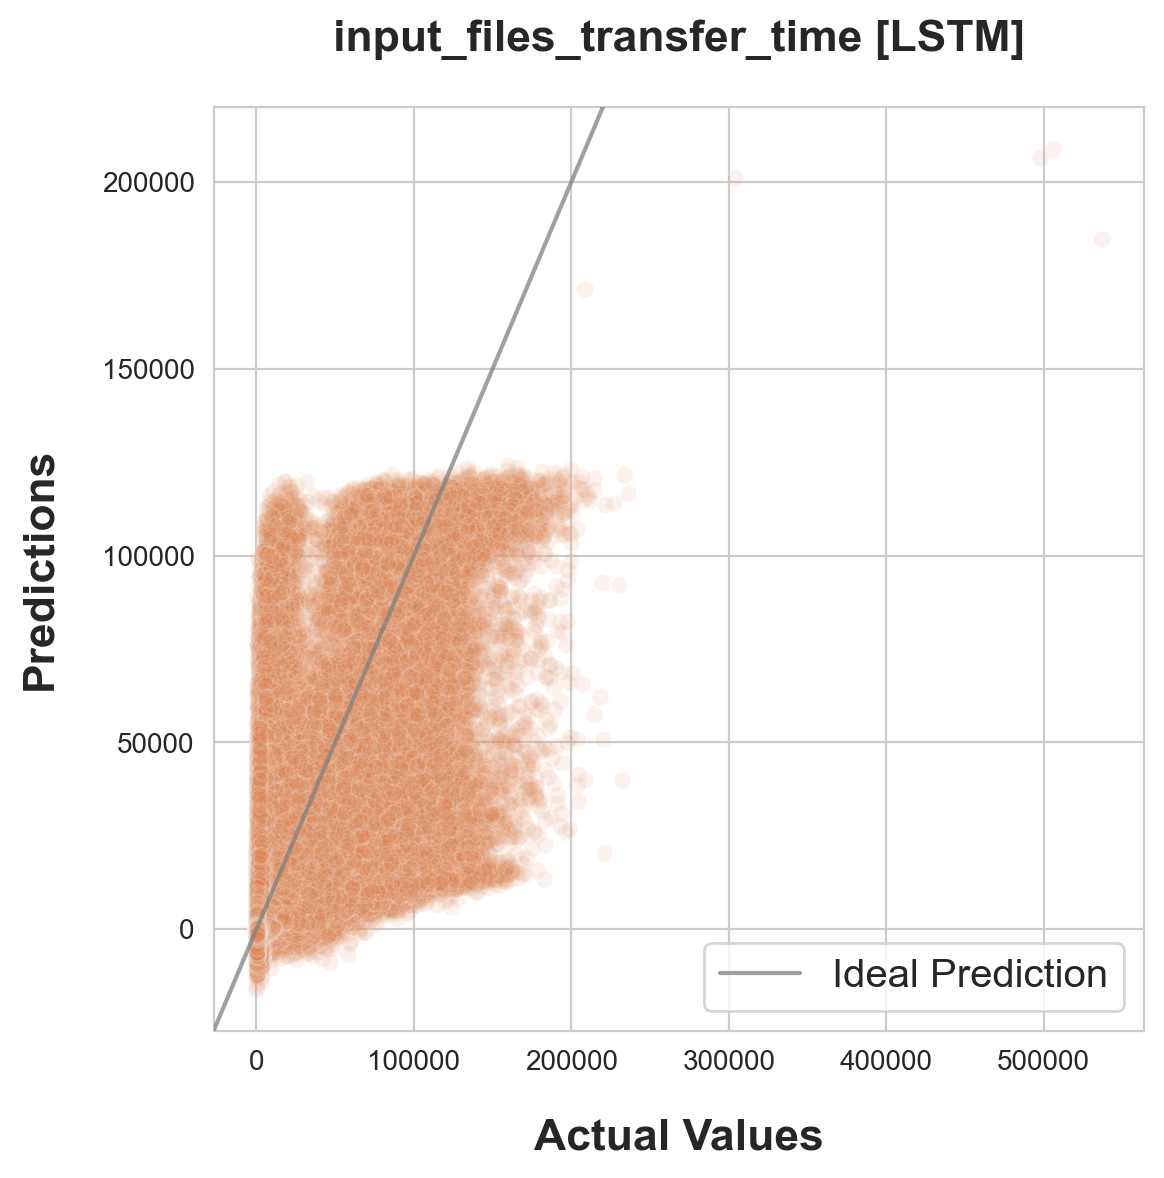 input_files_transfer_time [LSTM]
200000
150000
100000
50000
0
Predictions
Ideal Prediction
0 100000 200000 300000 400000 500000
Actual Values